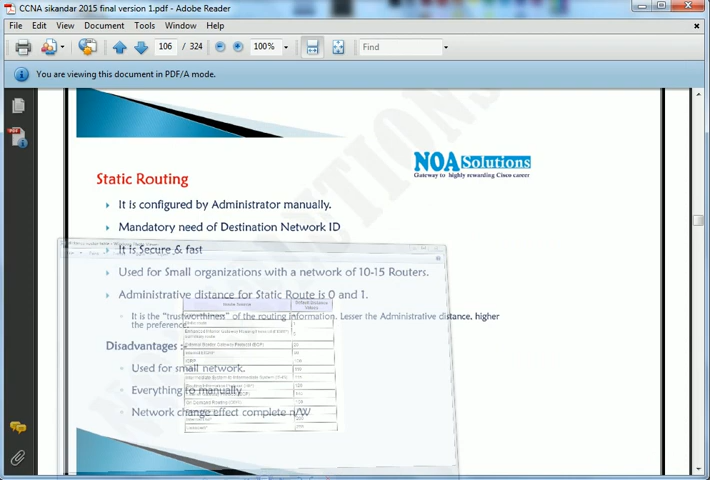 CCNA sikandar 2015 final version 1.pdf - Adobe Reader
File Edit View Document Tools Window Help
106 / 324 100% Find
You are viewing this document in PDF/A mode.
NOA Solutions
Gateway to highly rewarding Cisco career
Static Routing
It is configured by Administrator manually.
Mandatory need of Destination Network ID
It is Secure & fast
Used for Small organizations with a network of 10-15 Routers.
Administrative distance for Static Route is 0 and 1.
It is the "trustworthiness" of the routing information. Lesser the Administrative distance, higher
the preference.
Disadvantages :-
Used for small network.
Everything to manually
Network change effect complete n/W